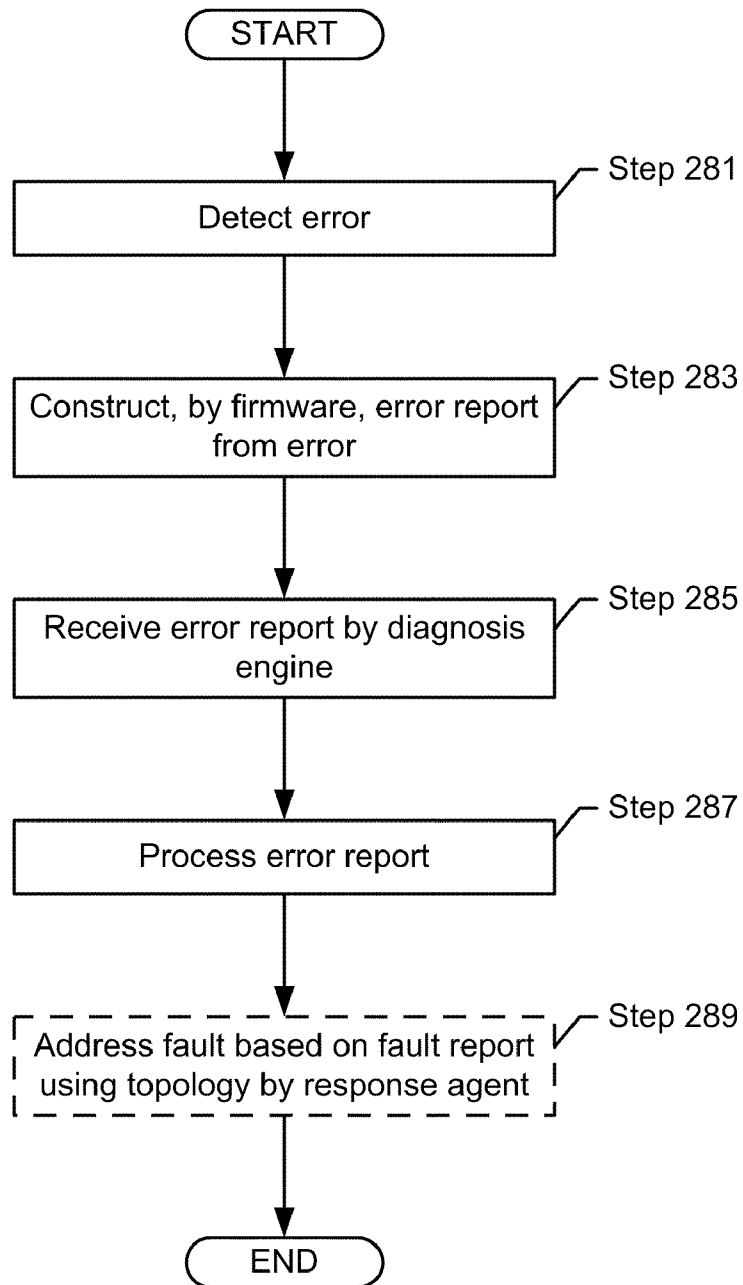 START
Step 281
Detect error
Step 283
Construct, by firmware, error report
from error
Step 285
Receive error report by diagnosis
engine
Step 287
Process error report
Step 289
Address fault based on fault report
using topology by response agent
END